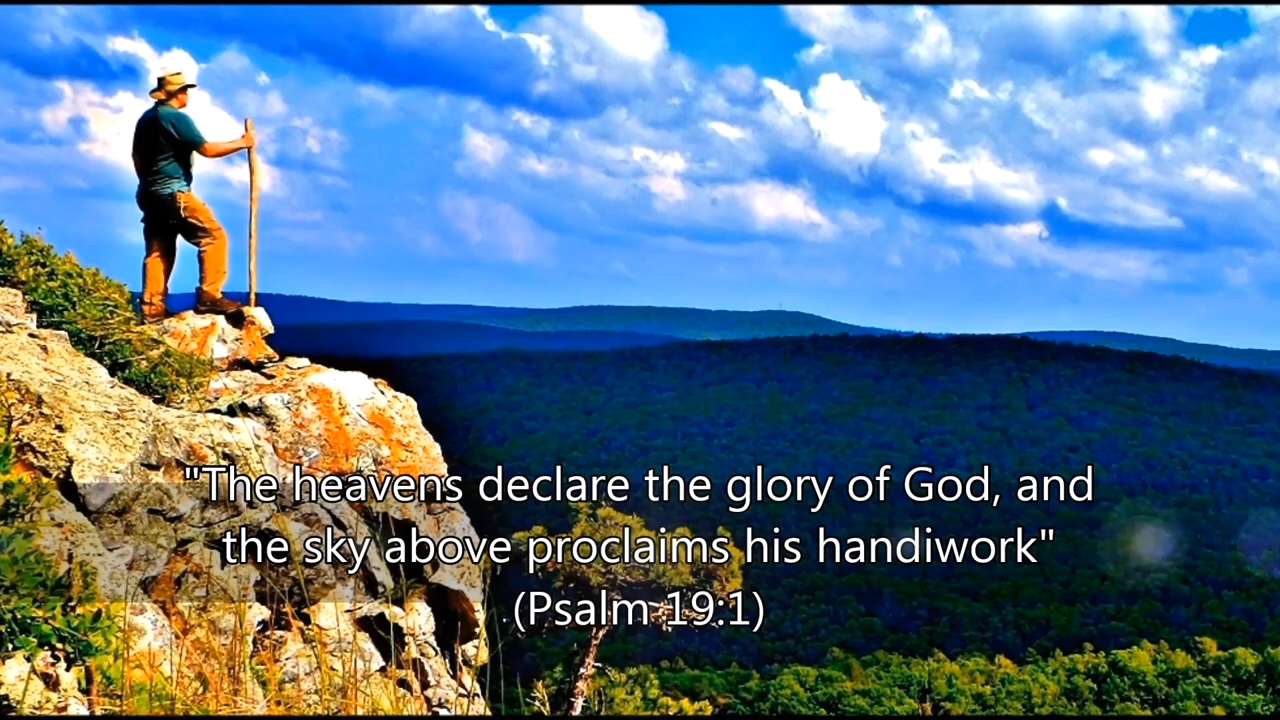 "The heavens declare the glory of God, and
the sky above proclaims his handiwork"
(Psalm 19:1)